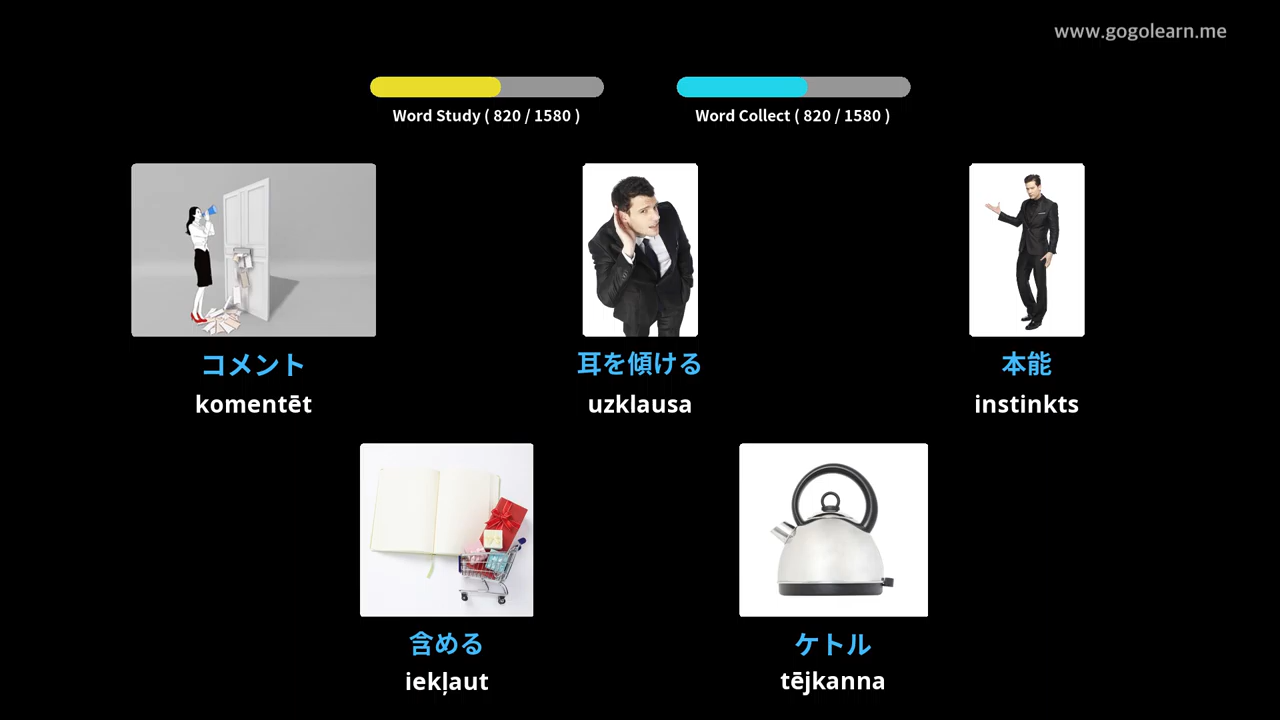 www.gogolearn.me
Word Study ( 820 / 1580 )
Word Collect ( 820 / 1580 )
コメント
komentēt
耳を傾ける
uzklausa
本能
instinkts
含める
iekļaut
ケトル
tējkanna